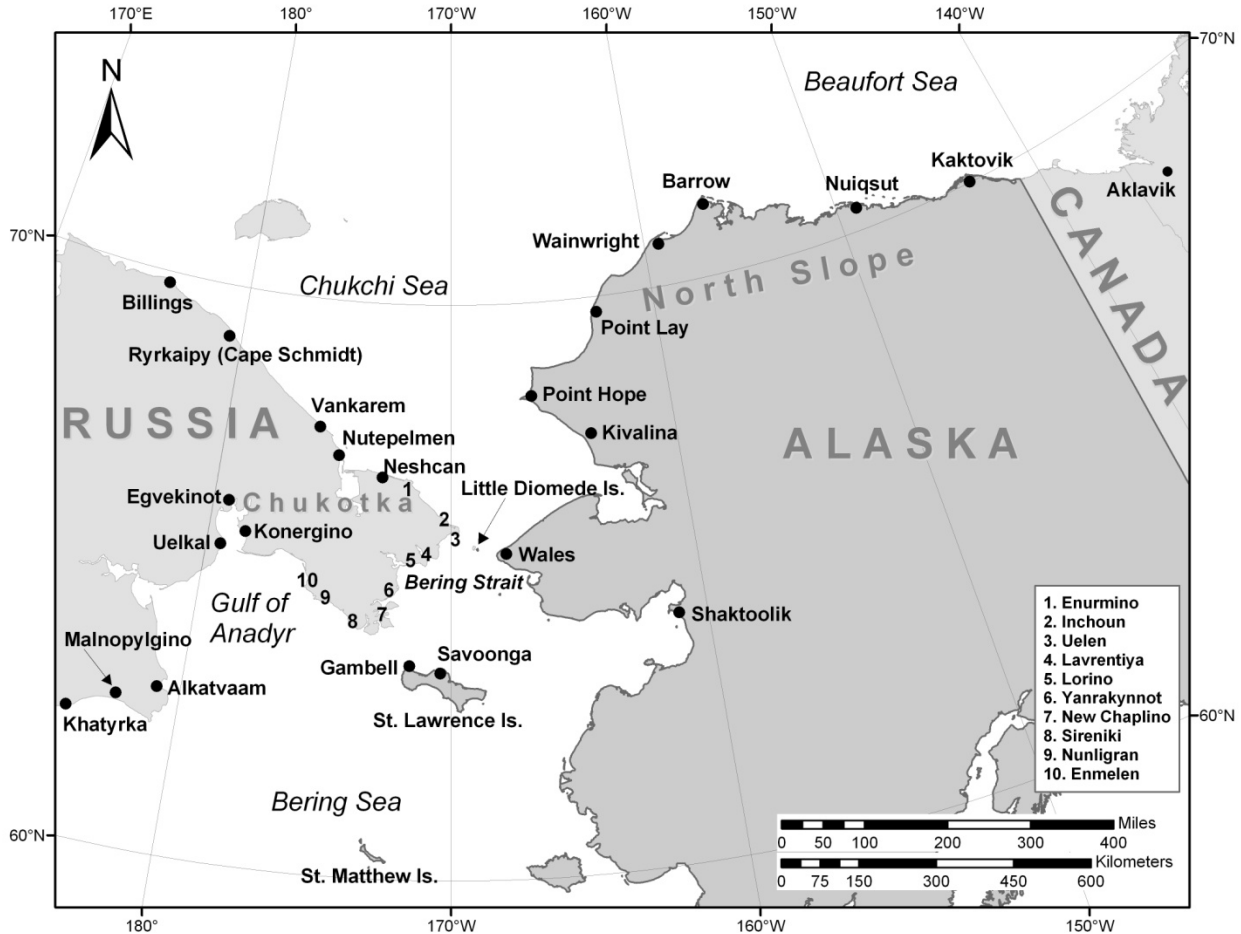 170°E
180°
170°W
160°W
150°W
140°W
70°N
N
Beaufort Sea
Kaktovik
Aklavik
Barrow
Nuiqsut
CANADA
Wainwright
70°N
North Slope
Chukchi Sea
Billings
Point Lay
Ryrkaipy (Cape Schmidt)
Point Hope
RUSSIA
Vankarem
Kivalina
ALASKA
Nutepelmen
Neshcan
Little Diomede Is.
1
Egvekinot
Chukotka
2
Konergino
3
Uelkal
4
5
Wales
Bering Strait
10
6
9
Gulf of
Anadyr
7
8
Shaktoolik
1. Enurmino
2. Inchoun
3. Uelen
4. Lavrentiya
5. Lorino
6. Yanrakynnot
7. New Chaplino
8. Sireniki
9. Nunligran
10. Enmelen
Malnopylgino
Savoonga
Gambell
Alkatvaam
Khatyrka
St. Lawrence Is.
60°N
Bering Sea
60°N
Miles
0 50 100 200 300 400
Kilometers
0 75 150 300 450 600
St. Matthew Is.
180°
170°W
160°W
150°W